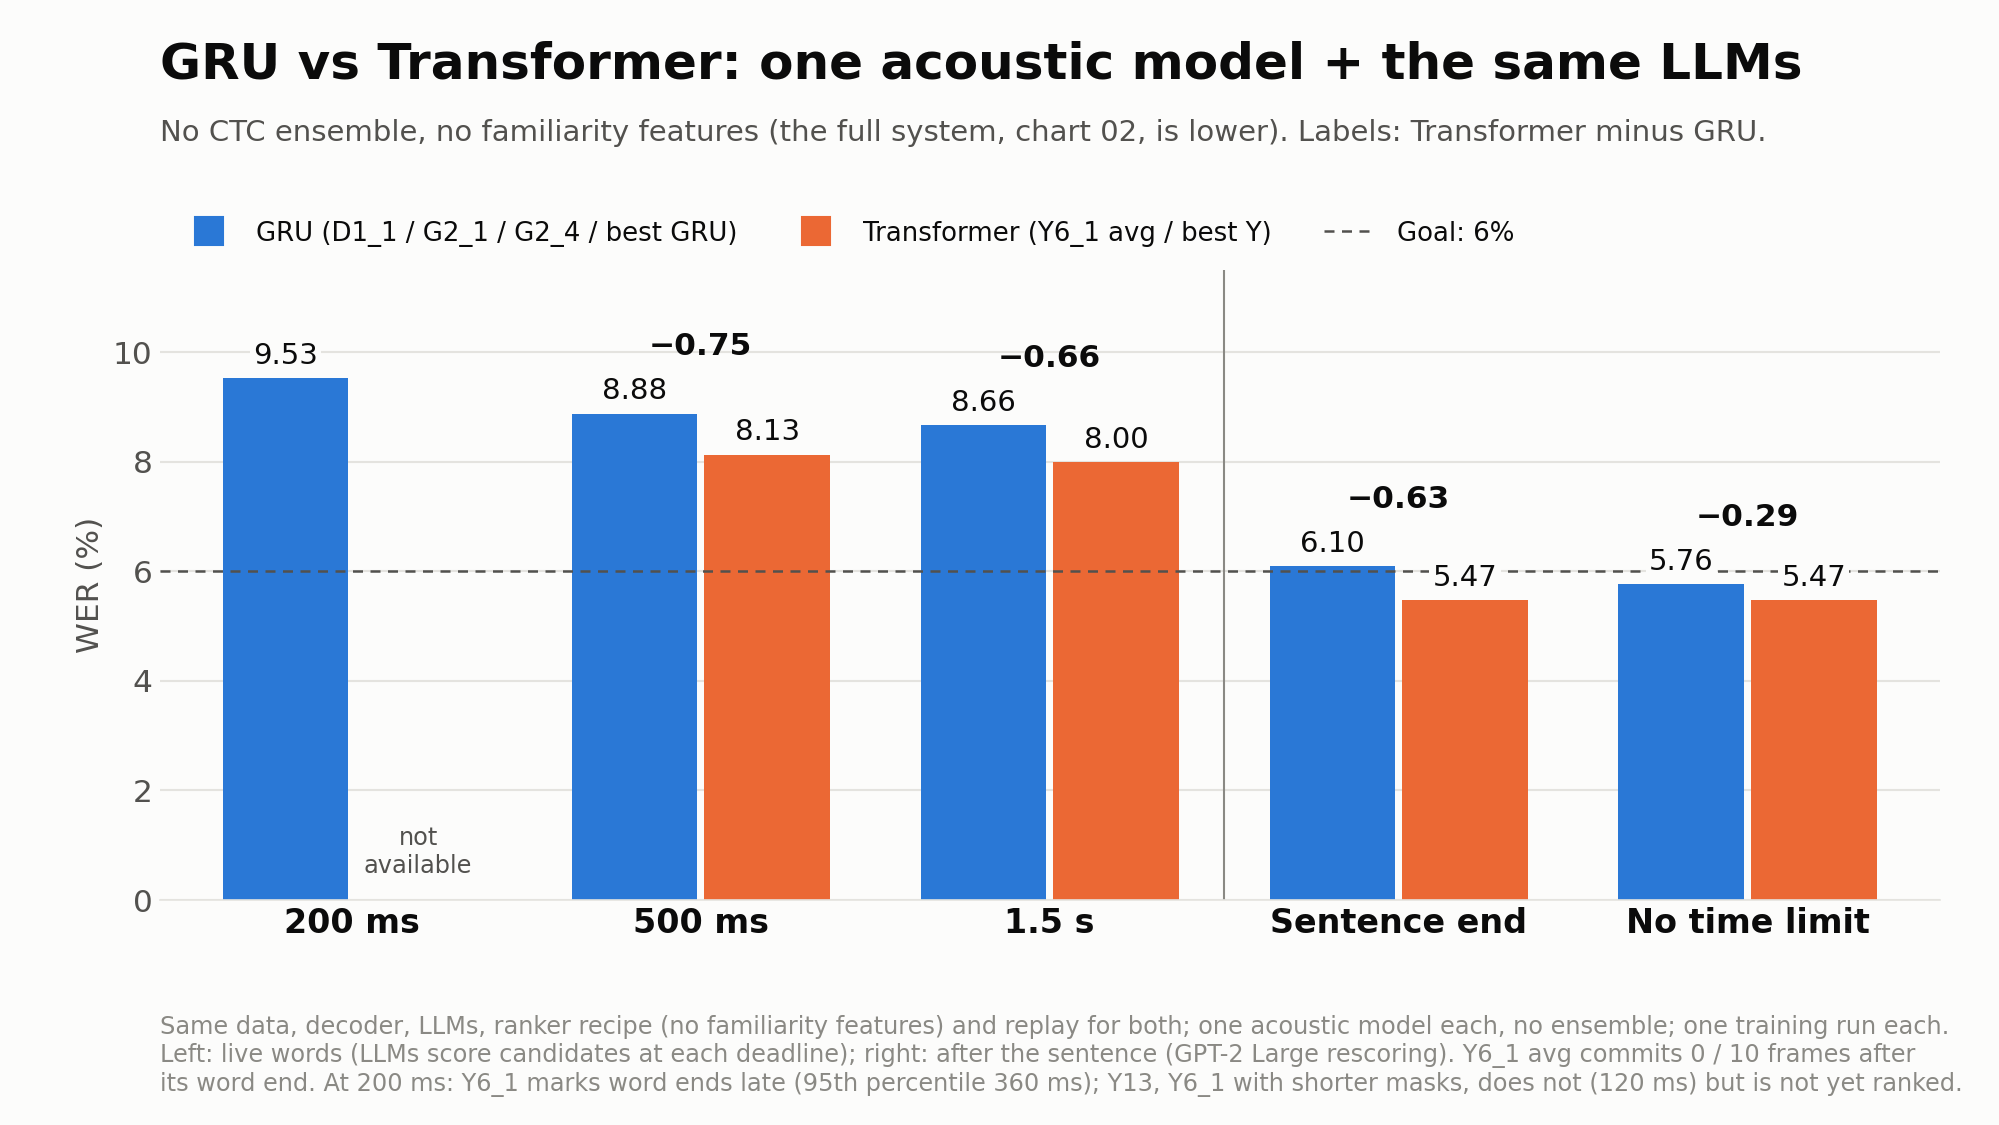 GRU vs Transformer: one acoustic model + the same LLMs
No CTC ensemble, no familiarity features (the full system, chart 02, is lower). Labels: Transformer minus GRU.
GRU (D1_1 / G2_1 / G2_4 / best GRU)
Transformer (Y6_1 avg / best Y)
Goal: 6%
WER (%)
10
8
6
4
2
0
9.53
not
available
−0.75
8.88
8.13
−0.66
8.66
8.00
−0.63
6.10
5.47
−0.29
5.76
5.47
200 ms
500 ms
1.5 s
Sentence end
No time limit
Same data, decoder, LLMs, ranker recipe (no familiarity features) and replay for both; one acoustic model each, no ensemble; one training run each.
Left: live words (LLMs score candidates at each deadline); right: after the sentence (GPT-2 Large rescoring). Y6_1 avg commits 0 / 10 frames after
its word end. At 200 ms: Y6_1 marks word ends late (95th percentile 360 ms); Y13, Y6_1 with shorter masks, does not (120 ms) but is not yet ranked.